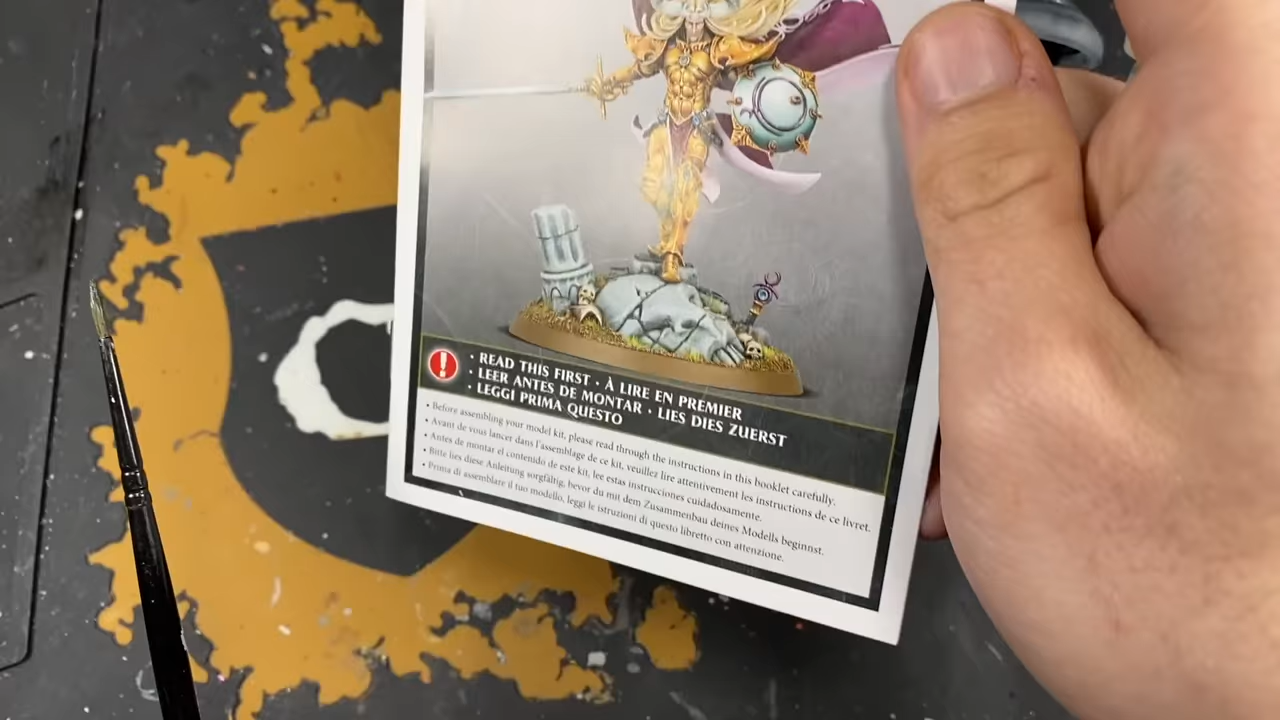 · READ THIS FIRST · À LIRE EN PREMIER
· LEER ANTES DE MONTAR · LIES DIES ZUERST
· LEGGI PRIMA QUESTO
• Before assembling your model kit, please read through the instructions in this booklet carefully.
• Avant de vous lancer dans l'assemblage de ce kit, veuillez lire attentivement les instructions de ce livret.
• Antes de montar el contenido de este kit, lee estas instrucciones cuidadosamente.
• Bitte lies diese Anleitung sorgfältig, bevor du mit dem Zusammenbau deines Modells beginnst.
• Prima di assemblare il tuo modello, leggi le istruzioni di questo libretto con attenzione.